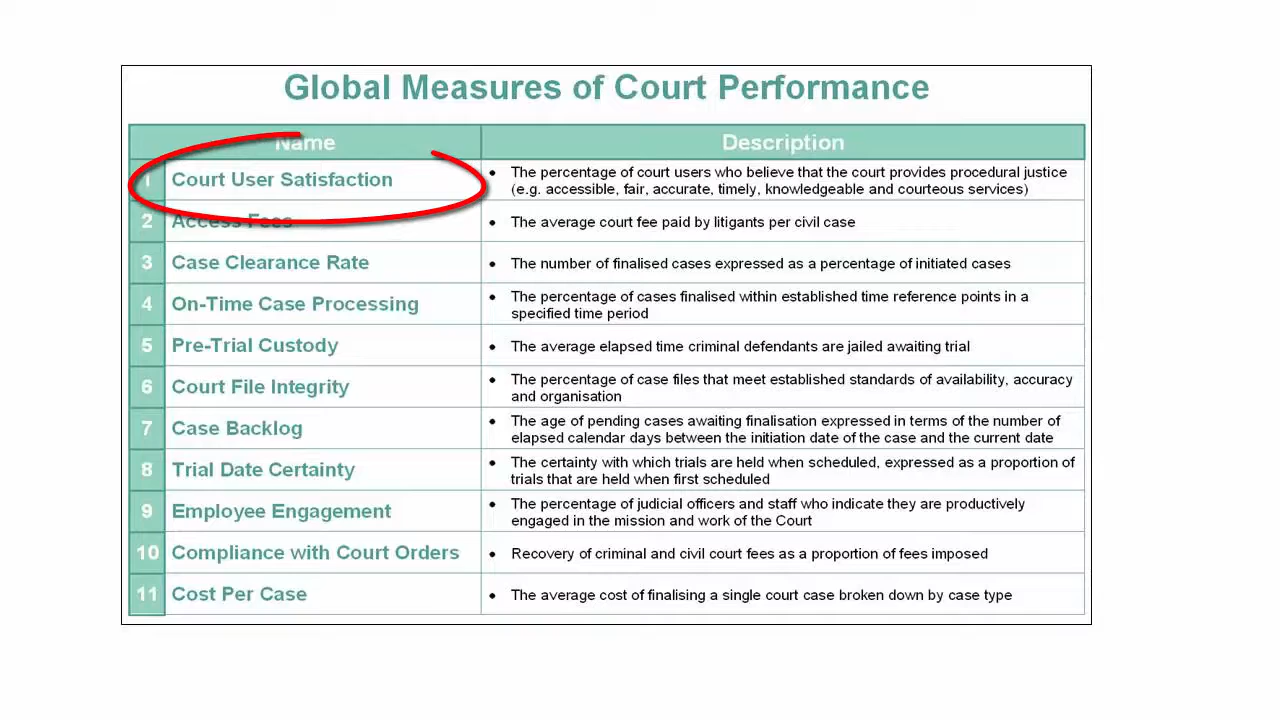 Global Measures of Court Performance
Name Description
1 Court User Satisfaction • The percentage of court users who believe that the court provides procedural justice
(e.g. accessible, fair, accurate, timely, knowledgeable and courteous services)
2 Access Fees • The average court fee paid by litigants per civil case
3 Case Clearance Rate • The number of finalised cases expressed as a percentage of initiated cases
4 On-Time Case Processing • The percentage of cases finalised within established time reference points in a
specified time period
5 Pre-Trial Custody • The average elapsed time criminal defendants are jailed awaiting trial
6 Court File Integrity • The percentage of case files that meet established standards of availability, accuracy
and organisation
7 Case Backlog • The age of pending cases awaiting finalisation expressed in terms of the number of
elapsed calendar days between the initiation date of the case and the current date
8 Trial Date Certainty • The certainty with which trials are held when scheduled, expressed as a proportion of
trials that are held when first scheduled
9 Employee Engagement • The percentage of judicial officers and staff who indicate they are productively
engaged in the mission and work of the Court
10 Compliance with Court Orders • Recovery of criminal and civil court fees as a proportion of fees imposed
11 Cost Per Case • The average cost of finalising a single court case broken down by case type